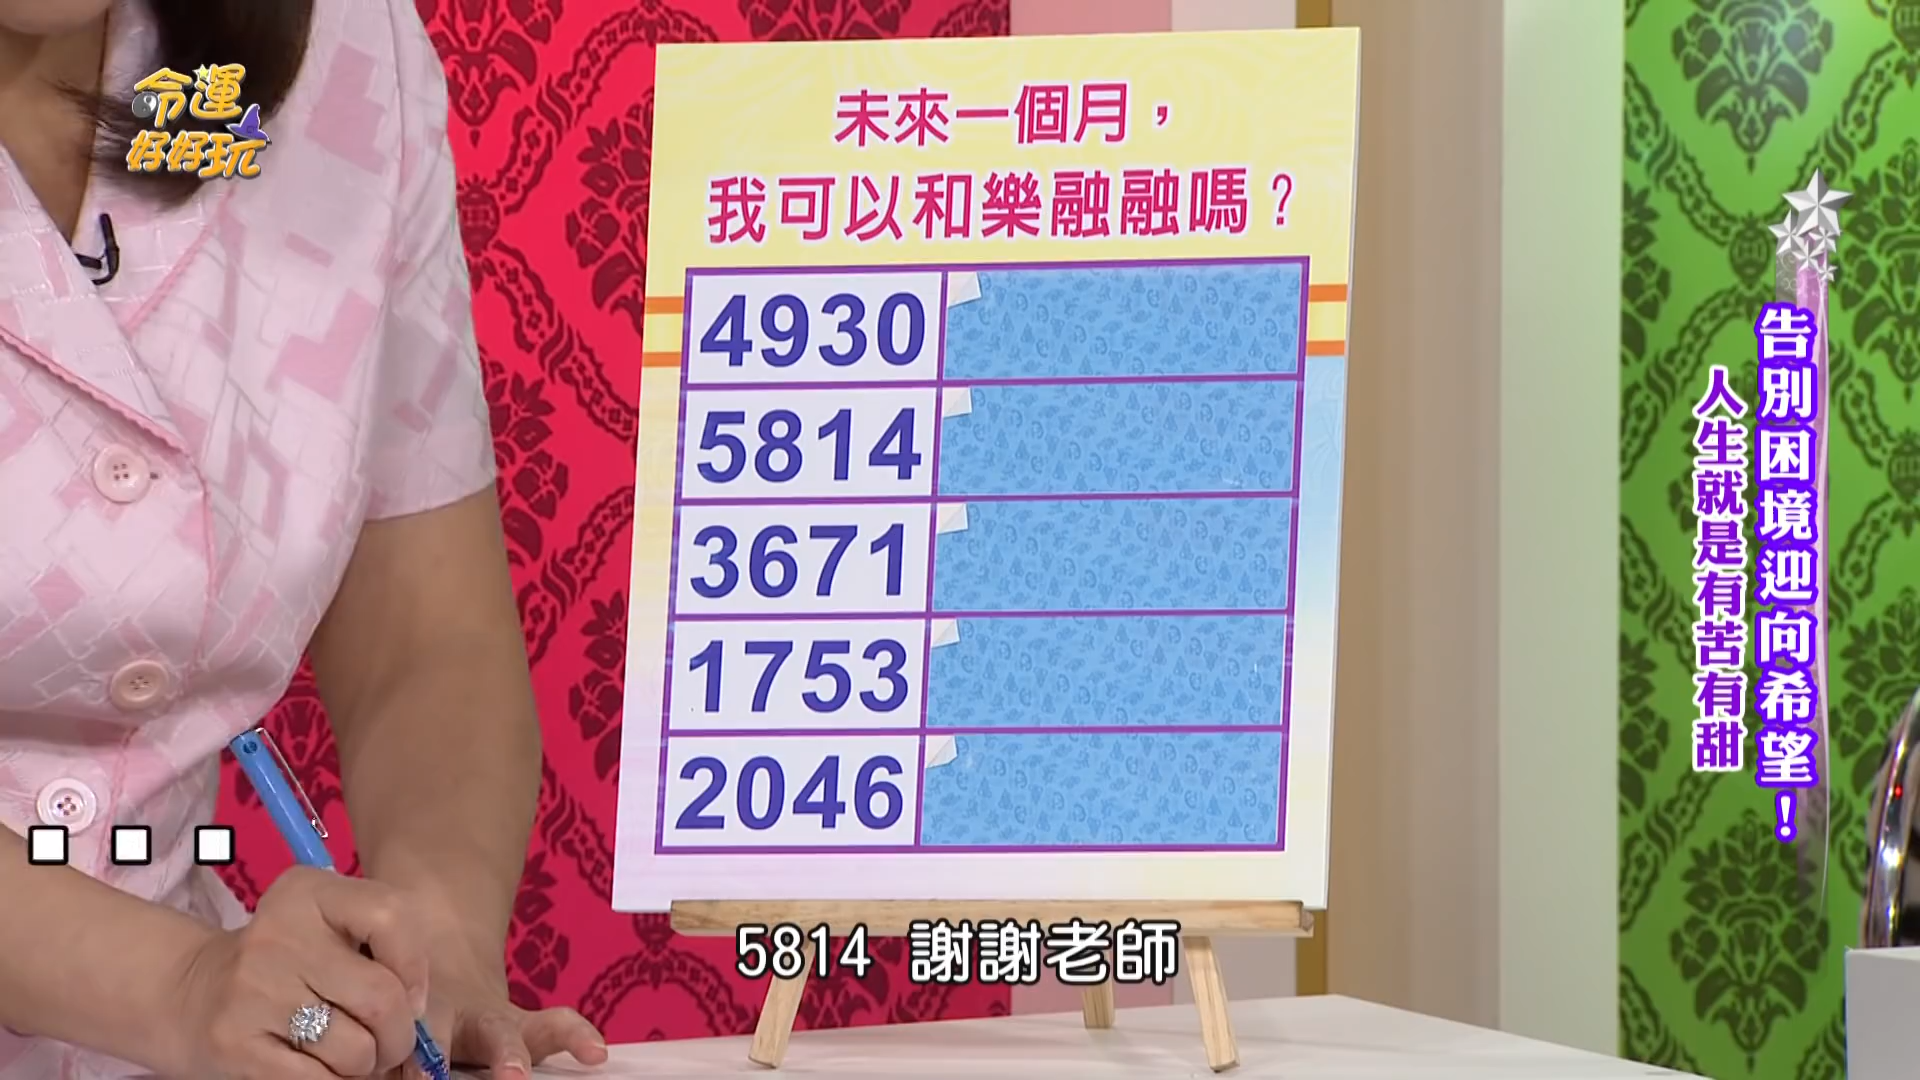 命運
好好玩
未來一個月，
我可以和樂融融嗎？
4930
5814
3671
1753
2046
告別困境迎向希望！
人生就是有苦有甜
5814 謝謝老師